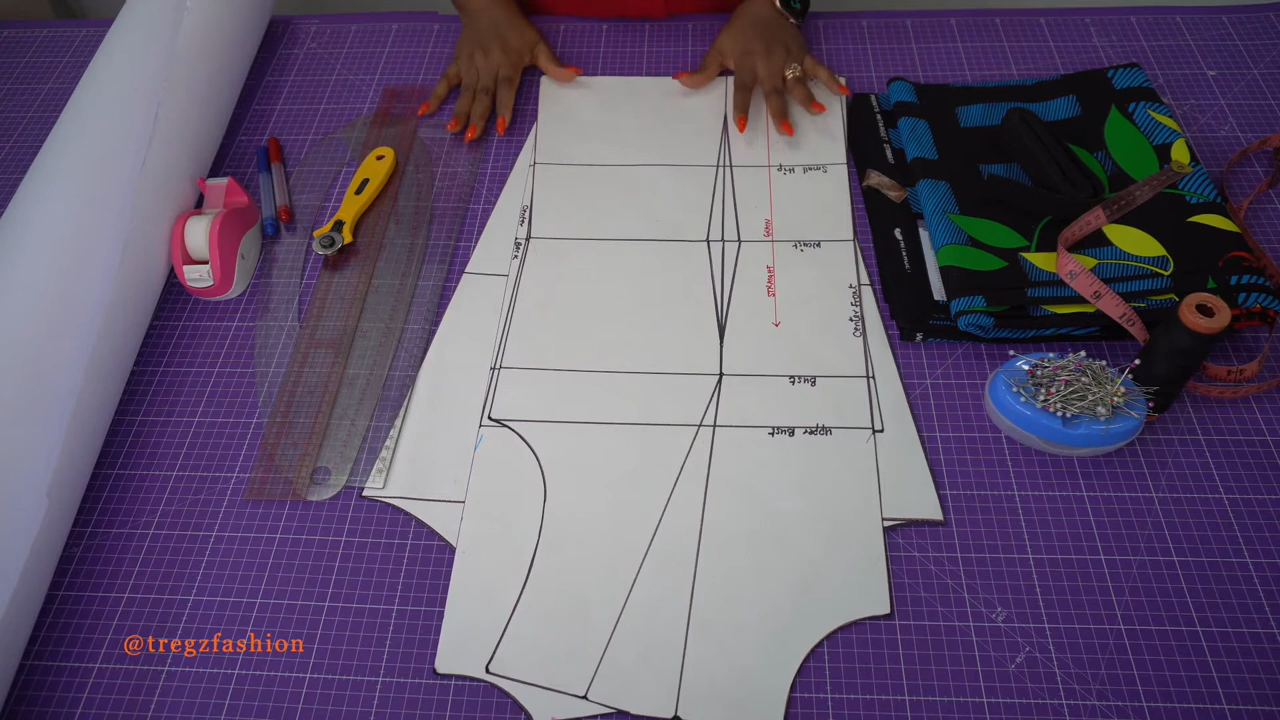 Small Hip
Center
Back
Waist
STRAIGHT GRAIN
Center front
Bust
Upper Bust
@tregzfashion